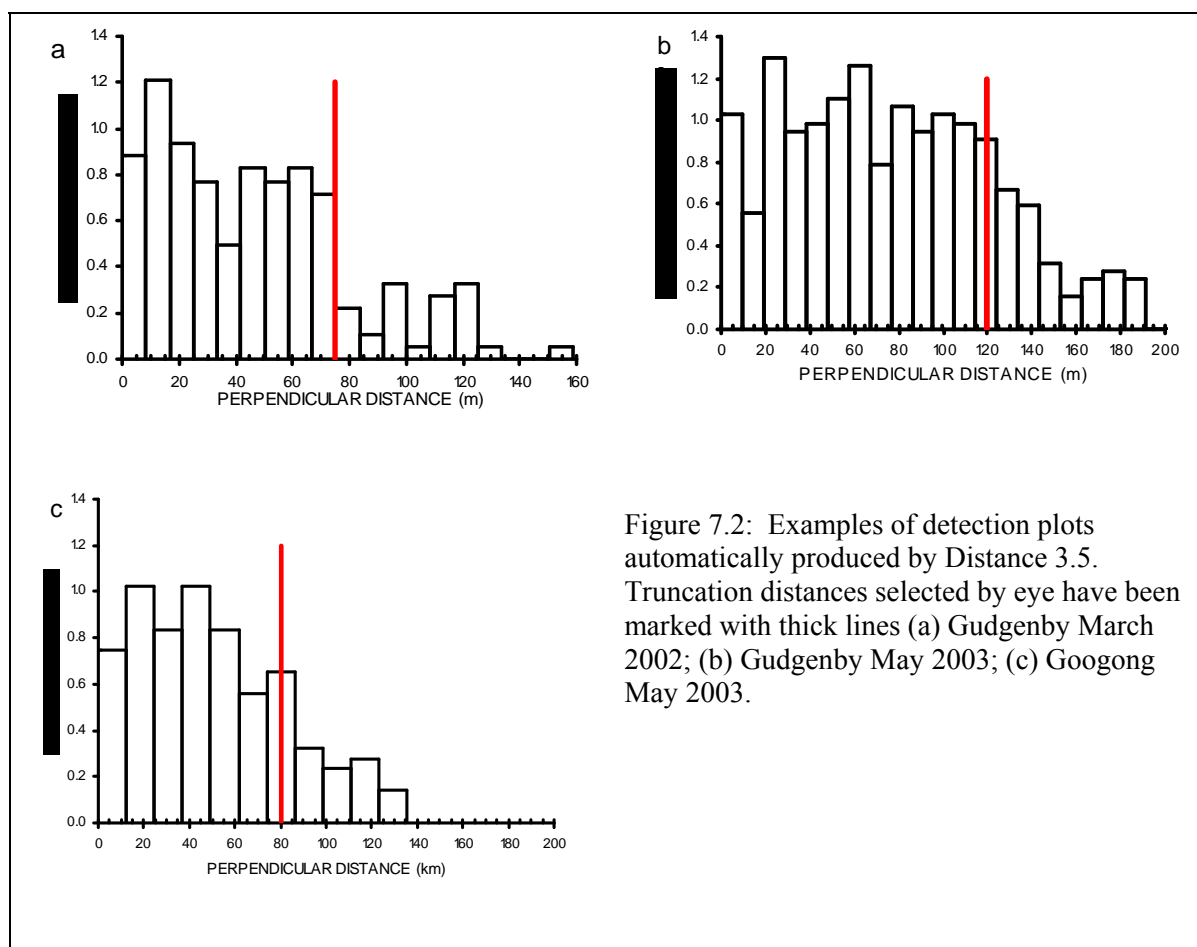 a
1.4
1.2
1.0
0.8
0.6
0.4
0.2
0.0
0 20 40 60 80 100 120 140 160
PERPENDICULAR DISTANCE (m)
b
1.4
1.2
1.0
0.8
0.6
0.4
0.2
0.0
0 20 40 60 80 100 120 140 160 180 200
PERPENDICULAR DISTANCE (m)
c
1.4
1.2
1.0
0.8
0.6
0.4
0.2
0.0
0 20 40 60 80 100 120 140 160 180 200
PERPENDICULAR DISTANCE (km)
Figure 7.2: Examples of detection plots
automatically produced by Distance 3.5.
Truncation distances selected by eye have been
marked with thick lines (a) Gudgenby March
2002; (b) Gudgenby May 2003; (c) Googong
May 2003.